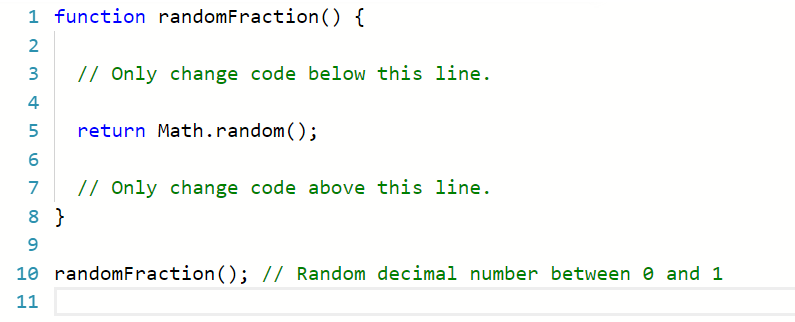 1 function randomFraction() {
2
3 // Only change code below this line.
4
5 return Math.random();
6
7 // Only change code above this line.
8 }
9
10 randomFraction(); // Random decimal number between 0 and 1
11